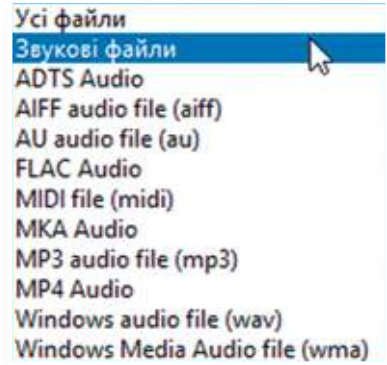 Усі файли
Звукові файли
ADTS Audio
AIFF audio file (aiff)
AU audio file (au)
FLAC Audio
MIDI file (midi)
MKA Audio
MP3 audio file (mp3)
MP4 Audio
Windows audio file (wav)
Windows Media Audio file (wma)